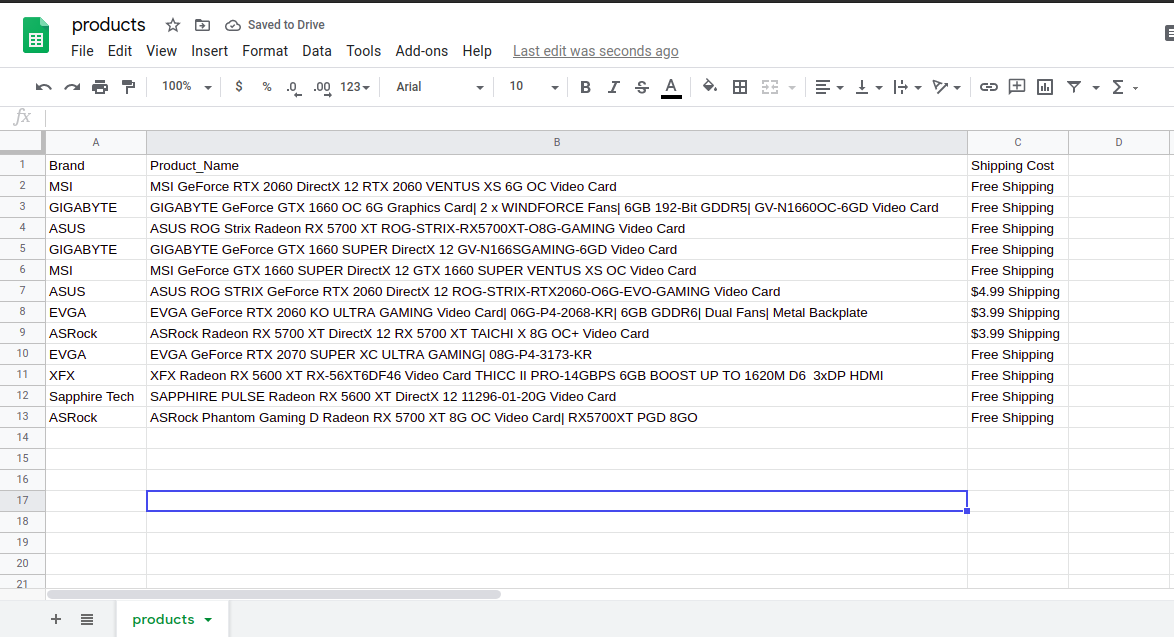 products Saved to Drive
File Edit View Insert Format Data Tools Add-ons Help Last edit was seconds ago
100% $ % .0 .00 123 Arial 10 B I S A
fx
A B C D
1 Brand Product_Name Shipping Cost
2 MSI MSI GeForce RTX 2060 DirectX 12 RTX 2060 VENTUS XS 6G OC Video Card Free Shipping
3 GIGABYTE GIGABYTE GeForce GTX 1660 OC 6G Graphics Card| 2 x WINDFORCE Fans| 6GB 192-Bit GDDR5| GV-N1660OC-6GD Video Card Free Shipping
4 ASUS ASUS ROG Strix Radeon RX 5700 XT ROG-STRIX-RX5700XT-O8G-GAMING Video Card Free Shipping
5 GIGABYTE GIGABYTE GeForce GTX 1660 SUPER DirectX 12 GV-N166SGAMING-6GD Video Card Free Shipping
6 MSI MSI GeForce GTX 1660 SUPER DirectX 12 GTX 1660 SUPER VENTUS XS OC Video Card Free Shipping
7 ASUS ASUS ROG STRIX GeForce RTX 2060 DirectX 12 ROG-STRIX-RTX2060-O6G-EVO-GAMING Video Card $4.99 Shipping
8 EVGA EVGA GeForce RTX 2060 KO ULTRA GAMING Video Card| 06G-P4-2068-KR| 6GB GDDR6| Dual Fans| Metal Backplate $3.99 Shipping
9 ASRock ASRock Radeon RX 5700 XT DirectX 12 RX 5700 XT TAICHI X 8G OC+ Video Card $3.99 Shipping
10 EVGA EVGA GeForce RTX 2070 SUPER XC ULTRA GAMING| 08G-P4-3173-KR Free Shipping
11 XFX XFX Radeon RX 5600 XT RX-56XT6DF46 Video Card THICC II PRO-14GBPS 6GB BOOST UP TO 1620M D6  3xDP HDMI Free Shipping
12 Sapphire Tech SAPPHIRE PULSE Radeon RX 5600 XT DirectX 12 11296-01-20G Video Card Free Shipping
13 ASRock ASRock Phantom Gaming D Radeon RX 5700 XT 8G OC Video Card| RX5700XT PGD 8GO Free Shipping
14
15
16
17
18
19
20
21
products